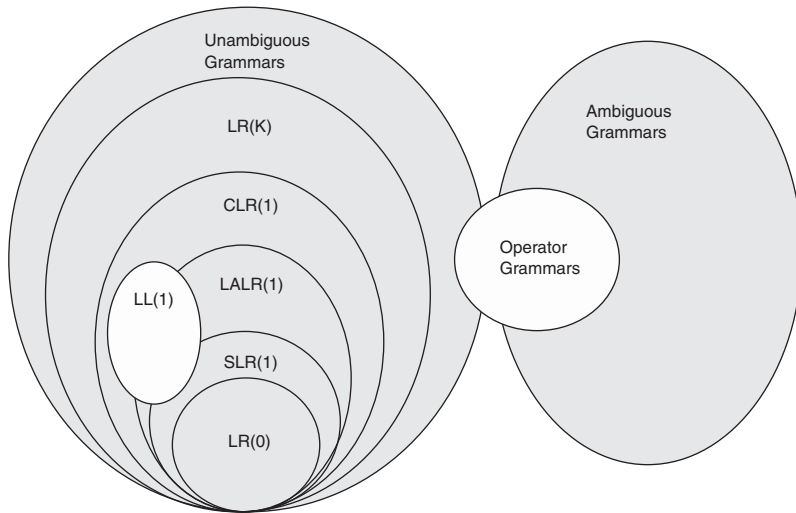 Unambiguous
Grammars
LR(K)
CLR(1)
LALR(1)
LL(1)
SLR(1)
LR(0)
Operator
Grammars
Ambiguous
Grammars